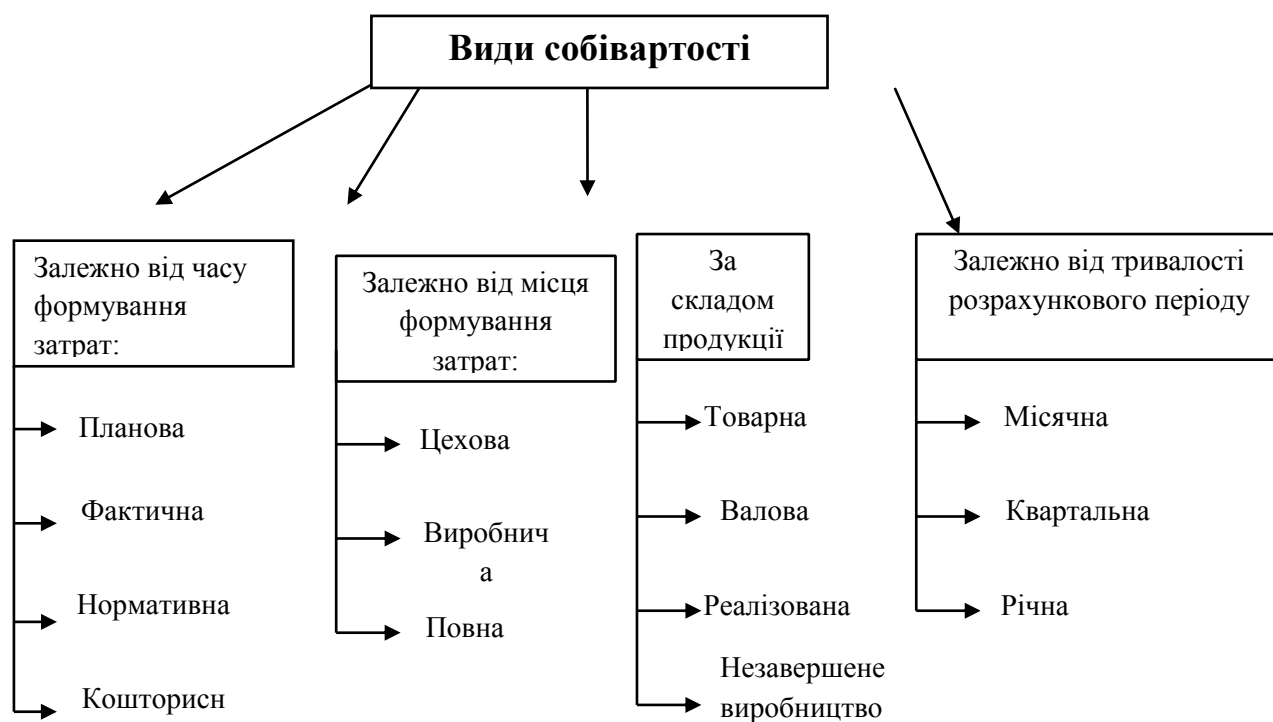 Види собівартості
Залежно від часу
формування
затрат:
Планова
Фактична
Нормативна
Кошторисн
Залежно від місця
формування
затрат:
Цехова
Виробнич
а
Повна
За
складом
продукції
Товарна
Валова
Реалізована
Незавершене
виробництво
Залежно від тривалості
розрахункового періоду
Місячна
Квартальна
Річна